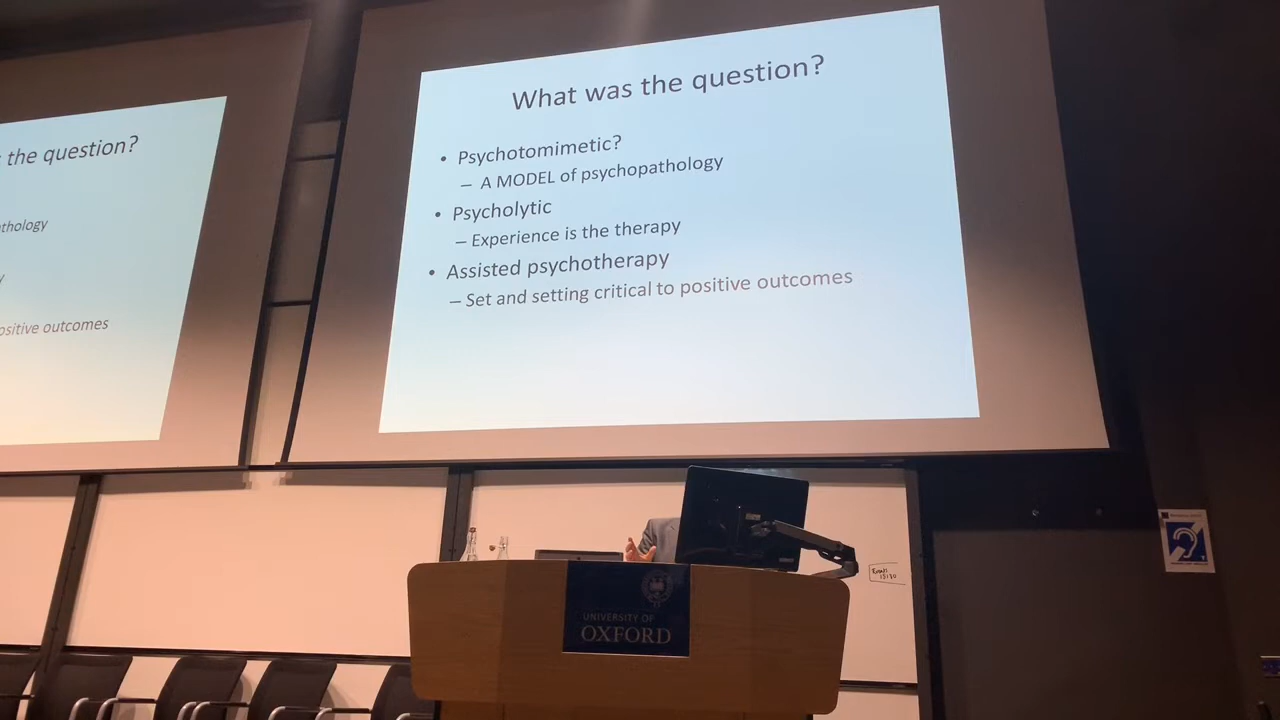 What was the question?
• Psychotomimetic?
– A MODEL of psychopathology
• Psycholytic
– Experience is the therapy
• Assisted psychotherapy
– Set and setting critical to positive outcomes
the question?
thology
y
ositive outcomes
UNIVERSITY OF
OXFORD